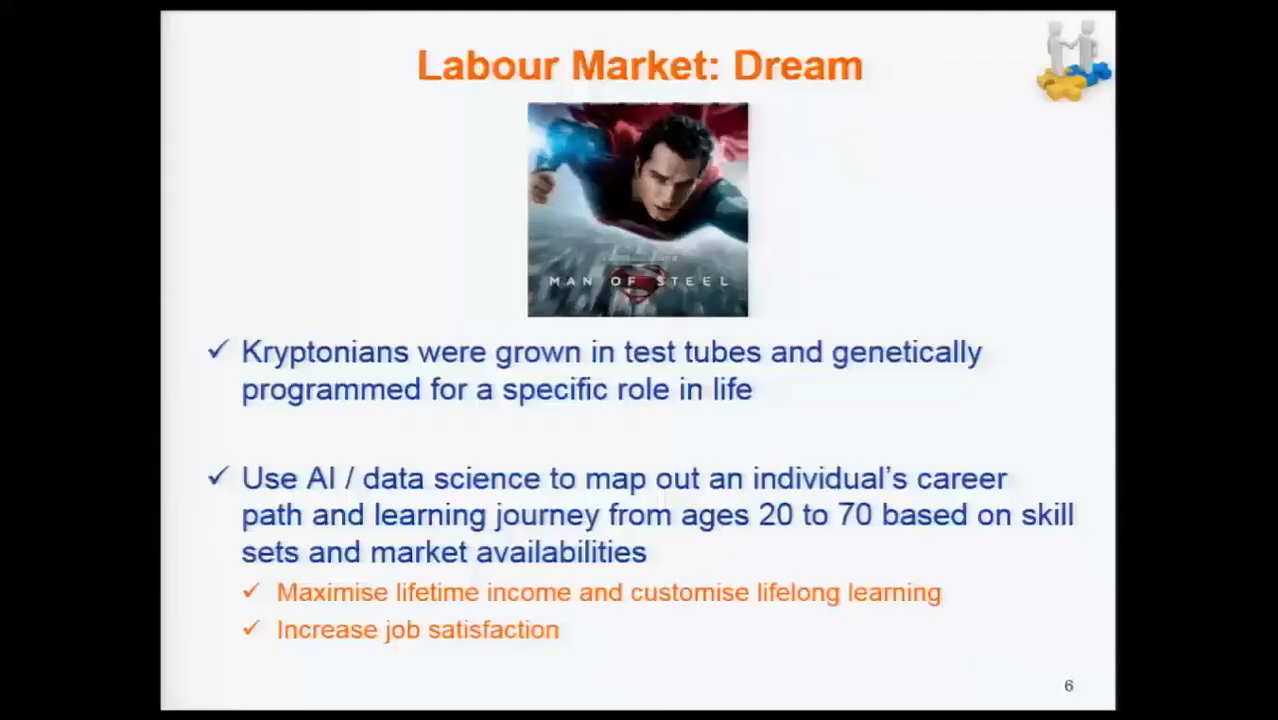 Labour Market: Dream
MAN OF STEEL
Kryptonians were grown in test tubes and genetically
programmed for a specific role in life
Use AI / data science to map out an individual’s career
path and learning journey from ages 20 to 70 based on skill
sets and market availabilities
Maximise lifetime income and customise lifelong learning
Increase job satisfaction
6